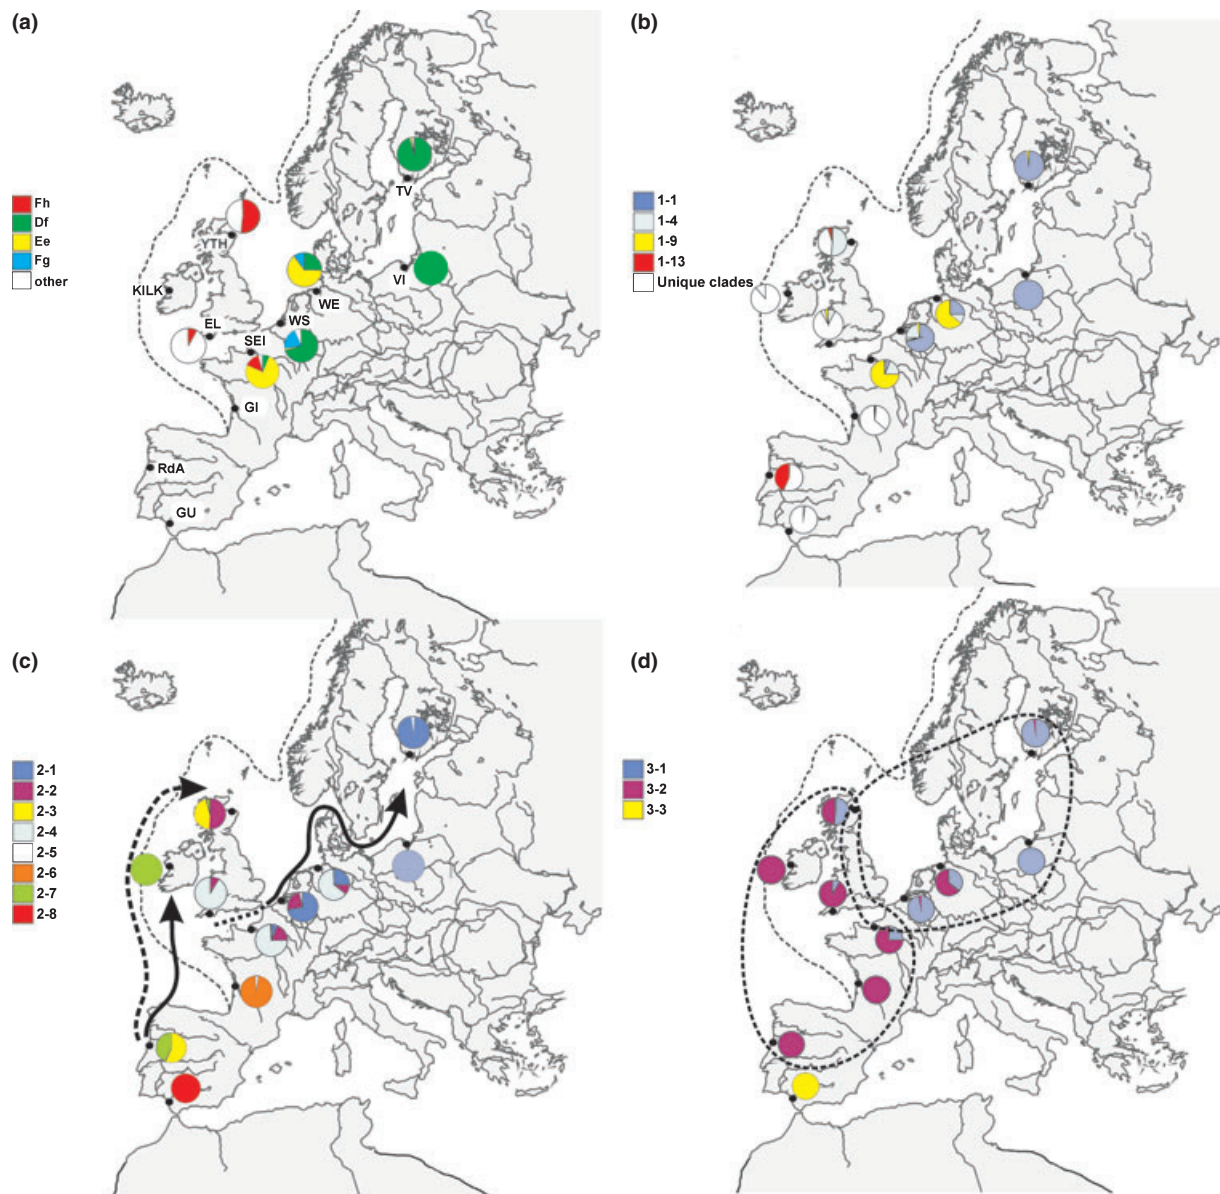 (a)
Fh
Df
Ee
Fg
other
TV
YTH
VI
KILK
WE
EL
WS
SEI
GI
RdA
GU
(b)
1-1
1-4
1-9
1-13
Unique clades
(c)
2-1
2-2
2-3
2-4
2-5
2-6
2-7
2-8
(d)
3-1
3-2
3-3